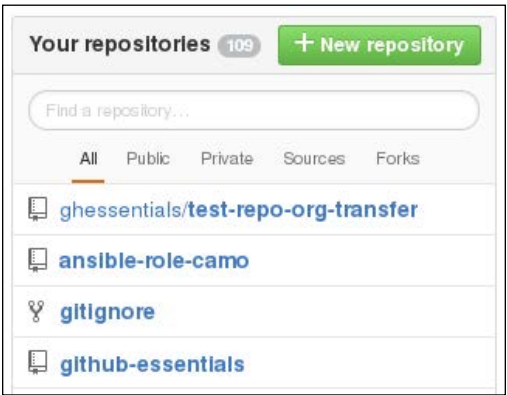 Your repositories 109 + New repository
Find a repository...
All Public Private Sources Forks
ghessentials/test-repo-org-transfer
ansible-role-camo
gitignore
github-essentials